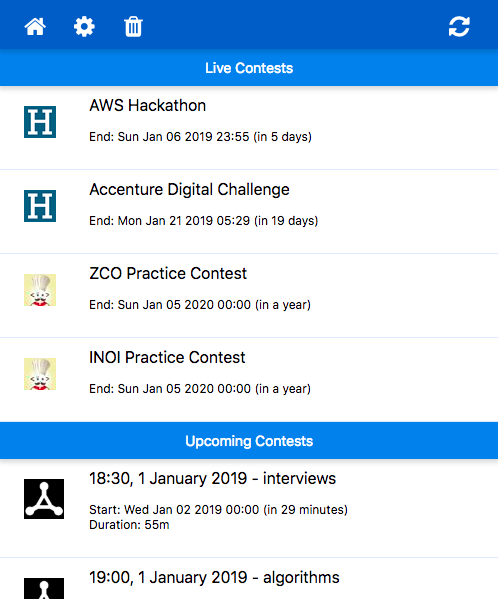 Live Contests
H
AWS Hackathon
End: Sun Jan 06 2019 23:55 (in 5 days)
H
Accenture Digital Challenge
End: Mon Jan 21 2019 05:29 (in 19 days)
ZCO Practice Contest
End: Sun Jan 05 2020 00:00 (in a year)
INOI Practice Contest
End: Sun Jan 05 2020 00:00 (in a year)
Upcoming Contests
18:30, 1 January 2019 - interviews
Start: Wed Jan 02 2019 00:00 (in 29 minutes)
Duration: 55m
19:00, 1 January 2019 - algorithms